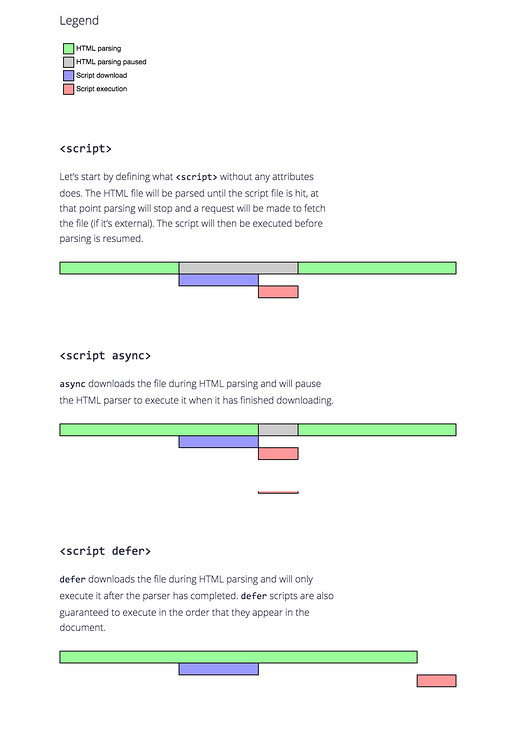 Legend
HTML parsing
HTML parsing paused
Script download
Script execution
<script>
Let's start by defining what <script> without any attributes
does. The HTML file will be parsed until the script file is hit, at
that point parsing will stop and a request will be made to fetch
the file (if it's external). The script will then be executed before
parsing is resumed.
<script async>
async downloads the file during HTML parsing and will pause
the HTML parser to execute it when it has finished downloading.
<script defer>
defer downloads the file during HTML parsing and will only
execute it after the parser has completed. defer scripts are also
guaranteed to execute in the order that they appear in the
document.